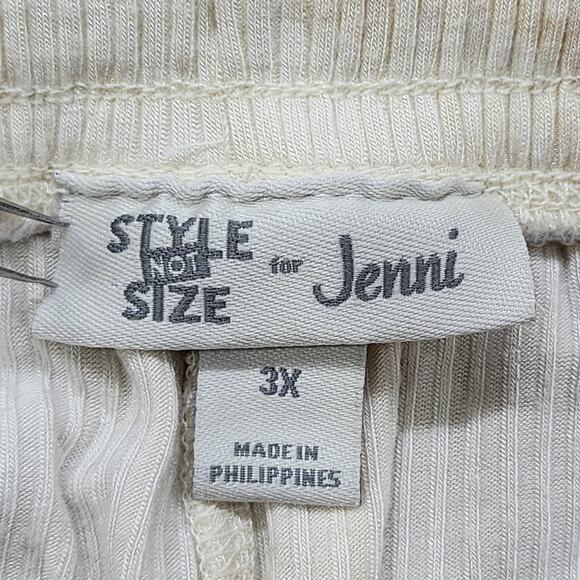 STYLE
NOT
SIZE
for Jenni
3X
MADE IN
PHILIPPINES